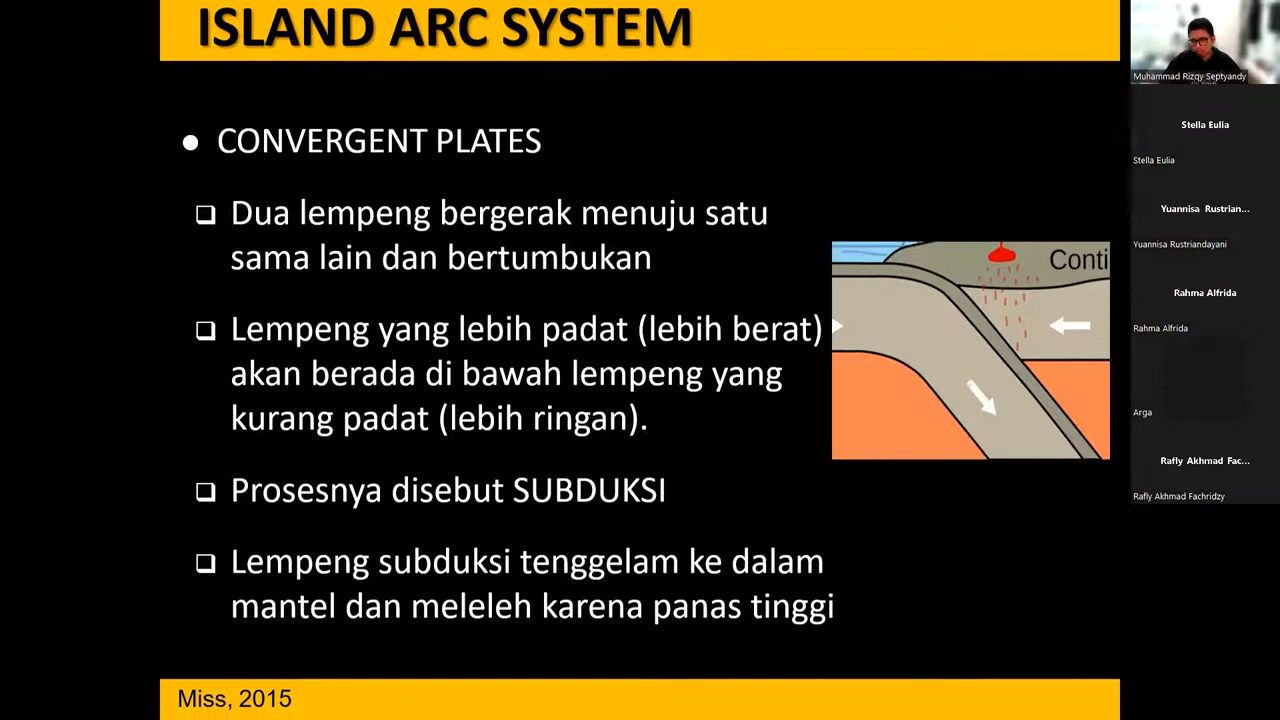 ISLAND ARC SYSTEM
● CONVERGENT PLATES
❑ Dua lempeng bergerak menuju satu
sama lain dan bertumbukan
❑ Lempeng yang lebih padat (lebih berat)
akan berada di bawah lempeng yang
kurang padat (lebih ringan).
❑ Prosesnya disebut SUBDUKSI
❑ Lempeng subduksi tenggelam ke dalam
mantel dan meleleh karena panas tinggi
Conti
Miss, 2015
Muhammad Rizqy Septyandy
Stella Eulia
Stella Eulia
Yuannisa Rustrian...
Yuannisa Rustriandayani
Rahma Alfrida
Rahma Alfrida
Arga
Rafly Akhmad Fac...
Rafly Akhmad Fachridzy